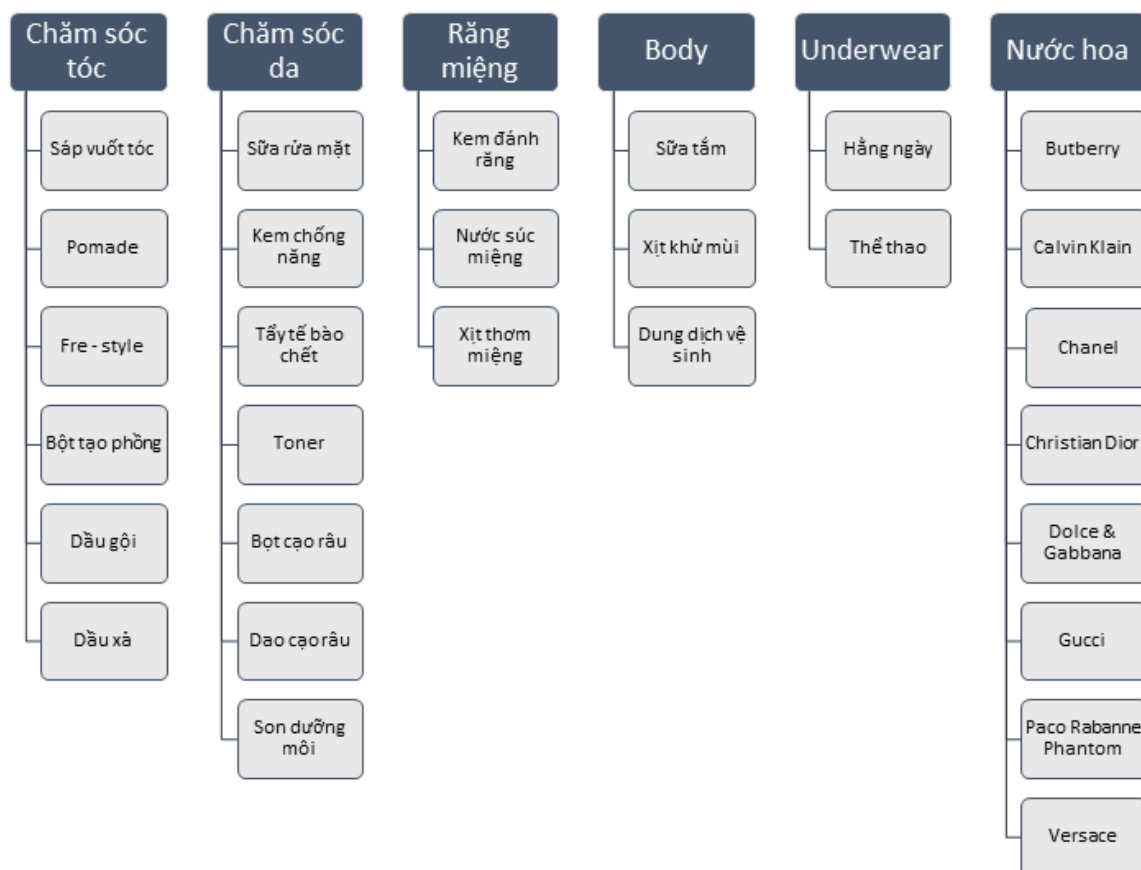 Chăm sóc
tóc
Sáp vuốt tóc
Pomade
Fre - style
Bột tạo phồng
Dầu gội
Dầu xả
Chăm sóc
da
Sữa rửa mặt
Kem chống
năng
Tẩy tế bào
chết
Toner
Bọt cạo râu
Dao cạo râu
Son dưỡng
môi
Răng
miệng
Kem đánh
răng
Nước súc
miệng
Xịt thơm
miệng
Body
Sữa tắm
Xịt khử mùi
Dung dịch vệ
sinh
Underwear
Hằng ngày
Thể thao
Nước hoa
Butberry
Calvin Klain
Chanel
Christian Dior
Dolce &
Gabbana
Gucci
Paco Rabanne
Phantom
Versace